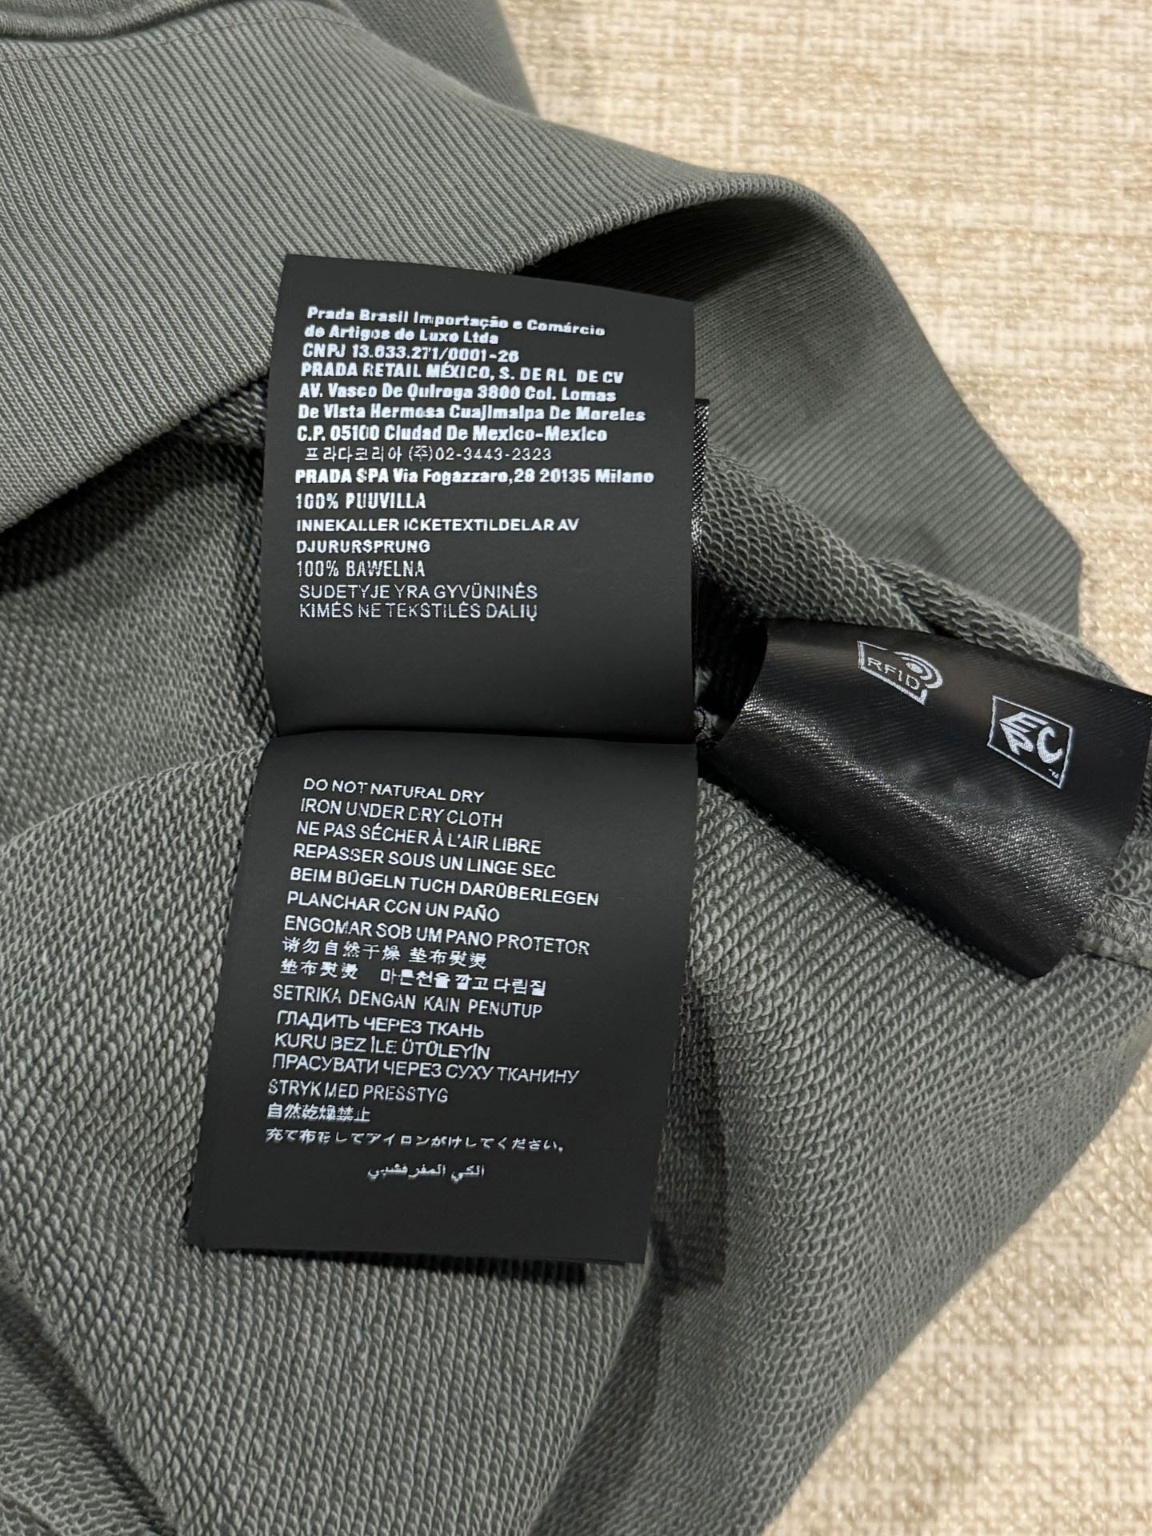 Prada Brasil Importação e Comárcio
de Artigos de Luxo Ltda
CNPJ 13.633.271/0001-26
PRADA RETAIL MÉXICO, S. DE RL DE CV
AV. Vasco De Quiroga 3800 Col. Lomas
De Vista Hermosa Cuajimalpa De Moreles
C.P. 05100 Ciudad De Mexico-Mexico
프라다코리아 (주)02-3443-2323
PRADA SPA Via Fogazzaro,28 20135 Milano
100% PUUVILLA
INNEKALLER ICKETEXTILDELAR AV
DJURURSPRUNG
100% BAWELNA
SUDETYJE YRA GYVŪNINĖS
KIMĖS NE TEKSTILĖS DALIŲ
RFID
EPC
DO NOT NATURAL DRY
IRON UNDER DRY CLOTH
NE PAS SÉCHER À L'AIR LIBRE
REPASSER SOUS UN LINGE SEC
BEIM BÜGELN TUCH DARÜBERLEGEN
PLANCHAR CON UN PAÑO
ENGOMAR SOB UM PANO PROTETOR
请勿自然干燥 垫布熨烫
垫布熨烫 마른천을 깔고 다림질
SETRIKA DENGAN KAIN PENUTUP
ГЛАДИТЬ ЧЕРЕЗ ТКАНЬ
KURU BEZ İLE ÜTÜLEYİN
ПРАСУВАТИ ЧЕРЕЗ СУХУ ТКАНИНУ
STRYK MED PRESSTYG
自然乾燥禁止
充て布をしてアイロンがけしてください。
الكي